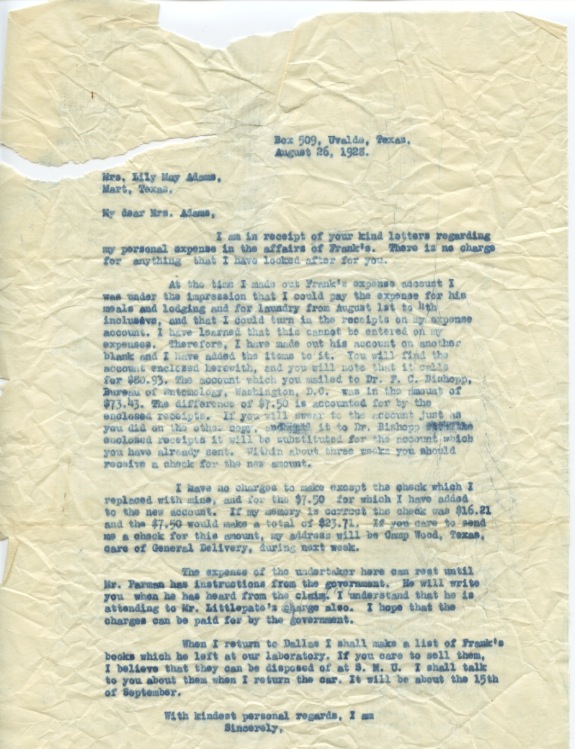 Box 509, Uvalde, Texas.
August 26, 1928.
Mrs. Lily May Adams,
Mart, Texas.
My dear Mrs. Adams,
I am in receipt of your kind letters regarding
my personal expense in the affairs of Frank's. There is no charge
for anything that I have looked after for you.
At the time I made out Frank's expense account I
was under the impression that I could pay the expense for his
meals and lodging and for laundry from August 1st to 4th
inclusive, and that I could turn in the receipts on my expense
account. I have learned that this cannot be entered on my
expenses. Therefore, I have made out his account on another
blank and I have added the items to it. You will find the
account enclosed herewith, and you will note that it calls
for $80.93. The account which you mailed to Dr. F. C. Bishopp,
Bureau of Entomology, Washington, D.C. was in the amount of
$73.43. The difference of $7.50 is accounted for by the
enclosed receipts. If you will swear to the account just as
you did on the other copy, it to Dr. Bishopp
enclosed receipts it will be substituted for the account which
you have already sent. Within about three weeks you should
receive a check for the new amount.
I have no charges to make except the check which I
replaced with mine, and for the $7.50 for which I have added
to the new account. If my memory is correct the check was $16.21
and the $7.50 would make a total of $23.71. If you care to send
me a check for this amount, my address will be Camp Wood, Texas,
care of General Delivery, during next week.
The expense of the undertaker here can rest until
Mr. Parman has instructions from the government. He will write
you when he has heard from the claim. I understand that he is
attending to Mr. Littlepate's charge also. I hope that the
charges can be paid for by the government.
When I return to Dallas I shall make a list of Frank's
books which he left at our laboratory. If you care to sell them,
I believe that they can be disposed of at S. M. U. I shall talk
to you about them when I return the car. It will be about the 15th
of September.
With kindest personal regards, I am
Sincerely,